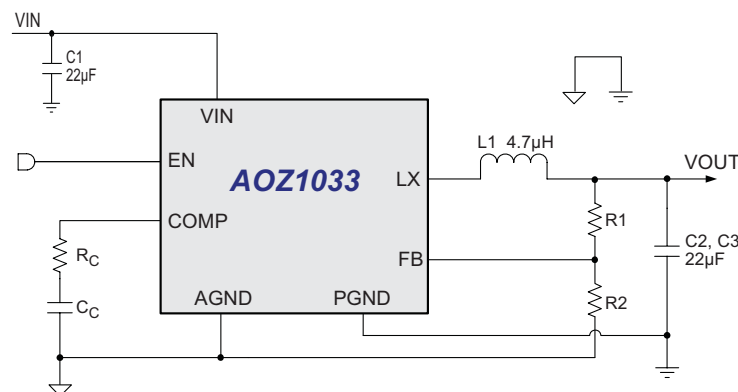 VIN
C1
22μF
VIN
EN
AOZ1033
LX
L1 4.7μH
VOUT
COMP
R1
C2, C3
22μF
FB
RC
CC
AGND
PGND
R2